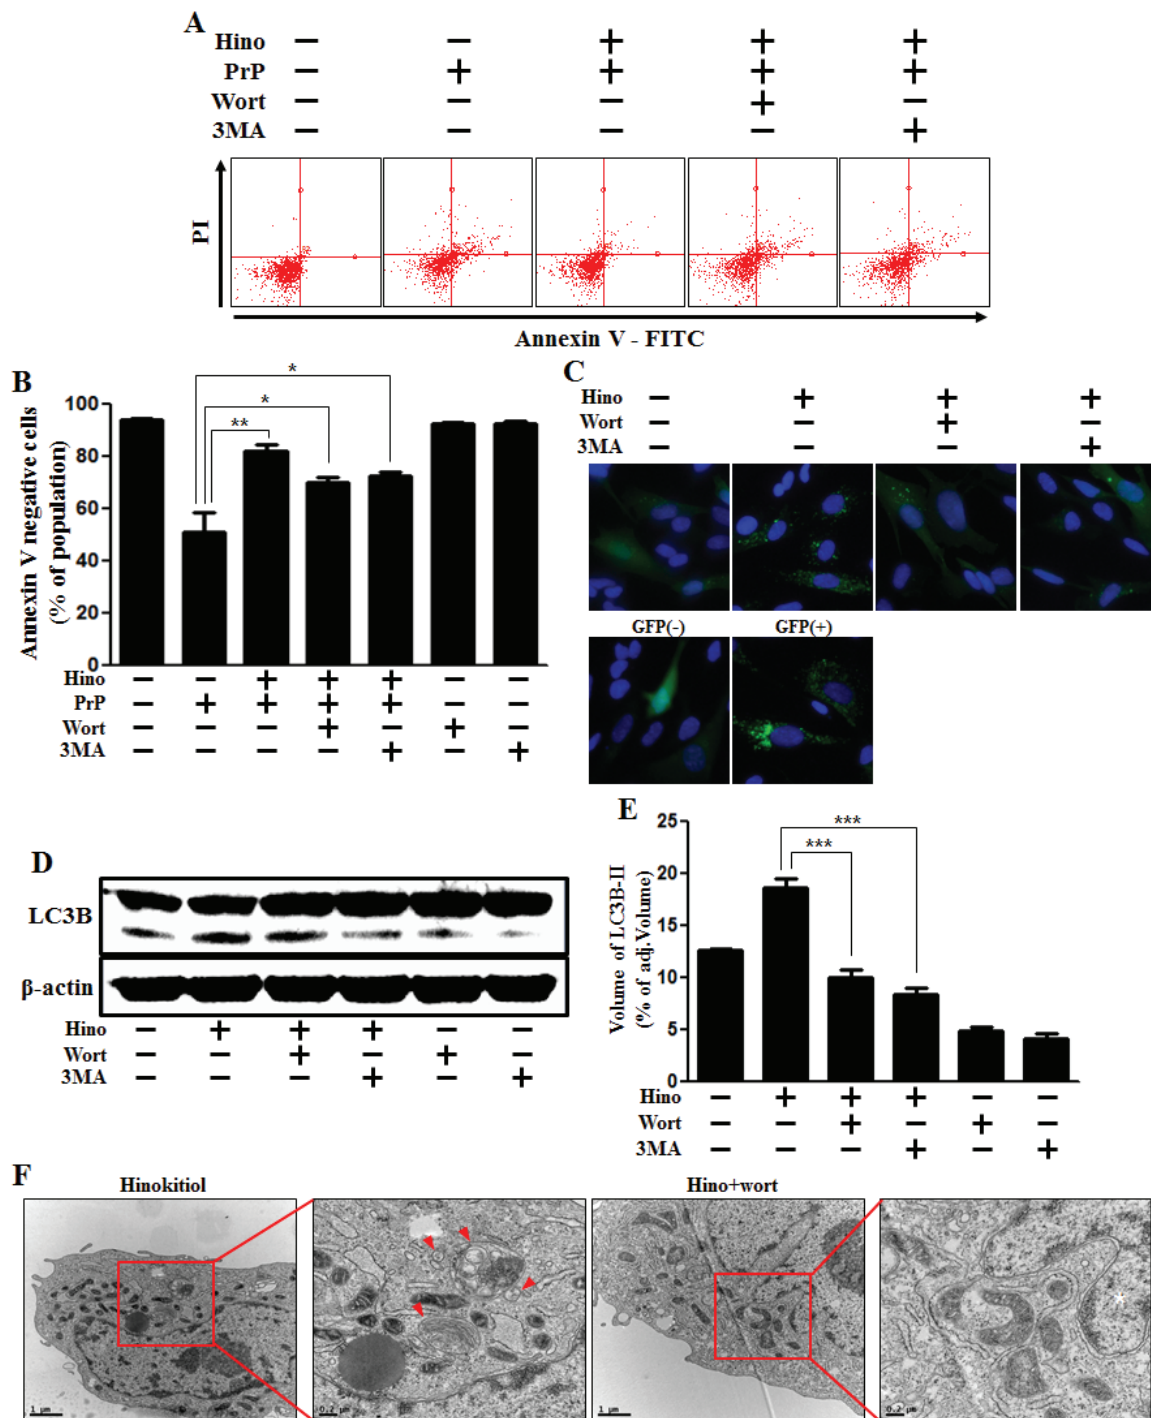 A
Hino − − + + +
PrP − + + + +
Wort − − − + −
3MA − − − − +
PI
Annexin V - FITC
B
Annexin V negative cells
(% of population)
100
80
60
40
20
0
*
*
**
Hino − − + + + − −
PrP − + + + + − −
Wort − − − + − + −
3MA − − − − + − +
C
Hino − + + +
Wort − − + −
3MA − − − +
GFP(-) GFP(+)
D
LC3B
β-actin
Hino − + + + − −
Wort − − + − + −
3MA − − − + − +
E
Volume of LC3B-II
(% of adj.Volume)
25
20
15
10
5
0
***
***
Hino − + + + − −
Wort − − + − + −
3MA − − − + − +
F
Hinokitiol Hino+wort
1 µm 0.2 µm 1 µm 0.2 µm
*